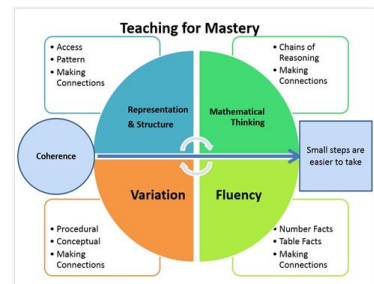 Teaching for Mastery
• Access
• Pattern
• Making
Connections
• Chains of
Reasoning
• Making
Connections
Representation
& Structure
Mathematical
Thinking
Coherence
Small steps are
easier to take
Variation
Fluency
• Procedural
• Conceptual
• Making
Connections
• Number Facts
• Table Facts
• Making
Connections